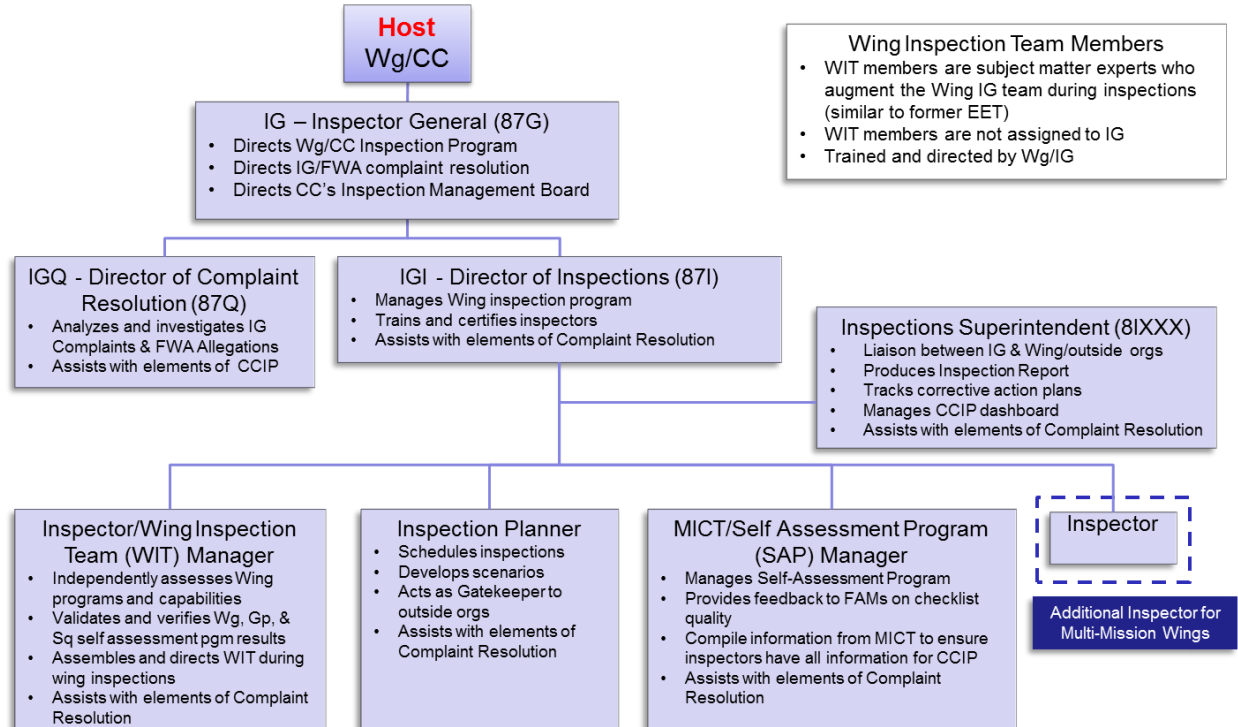 Host
Wg/CC
Wing Inspection Team Members
• WIT members are subject matter experts who
augment the Wing IG team during inspections
(similar to former EET)
• WIT members are not assigned to IG
• Trained and directed by Wg/IG
IG – Inspector General (87G)
• Directs Wg/CC Inspection Program
• Directs IG/FWA complaint resolution
• Directs CC's Inspection Management Board
IGQ - Director of Complaint
Resolution (87Q)
• Analyzes and investigates IG
Complaints & FWA Allegations
• Assists with elements of CCIP
IGI - Director of Inspections (87I)
• Manages Wing inspection program
• Trains and certifies inspectors
• Assists with elements of Complaint Resolution
Inspections Superintendent (8IXXX)
• Liaison between IG & Wing/outside orgs
• Produces Inspection Report
• Tracks corrective action plans
• Manages CCIP dashboard
• Assists with elements of Complaint Resolution
Inspector/Wing Inspection
Team (WIT) Manager
• Independently assesses Wing
programs and capabilities
• Validates and verifies Wg, Gp, &
Sq self assessment pgm results
• Assembles and directs WIT during
wing inspections
• Assists with elements of Complaint
Resolution
Inspection Planner
• Schedules inspections
• Develops scenarios
• Acts as Gatekeeper to
outside orgs
• Assists with elements of
Complaint Resolution
MICT/Self Assessment Program
(SAP) Manager
• Manages Self-Assessment Program
• Provides feedback to FAMs on checklist
quality
• Compile information from MICT to ensure
inspectors have all information for CCIP
• Assists with elements of Complaint
Resolution
Inspector
Additional Inspector for
Multi-Mission Wings